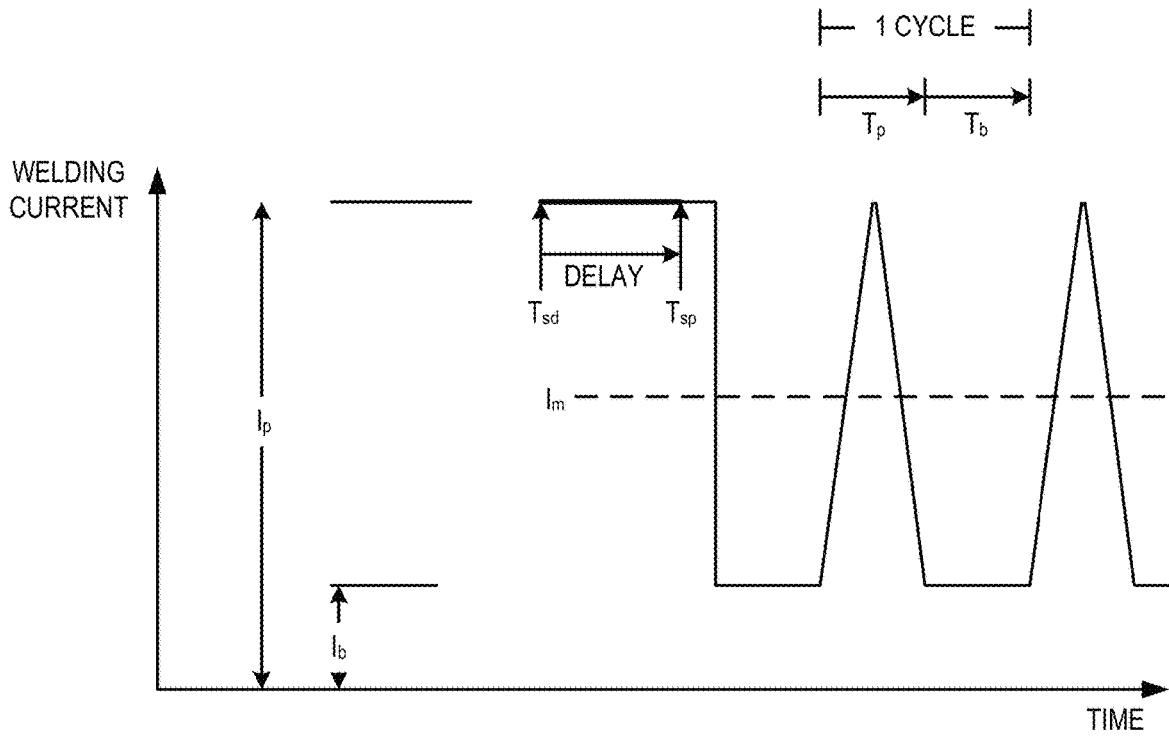 1 CYCLE
Tp
Tb
WELDING
CURRENT
DELAY
Tsd
Tsp
Im
Ip
Ib
TIME